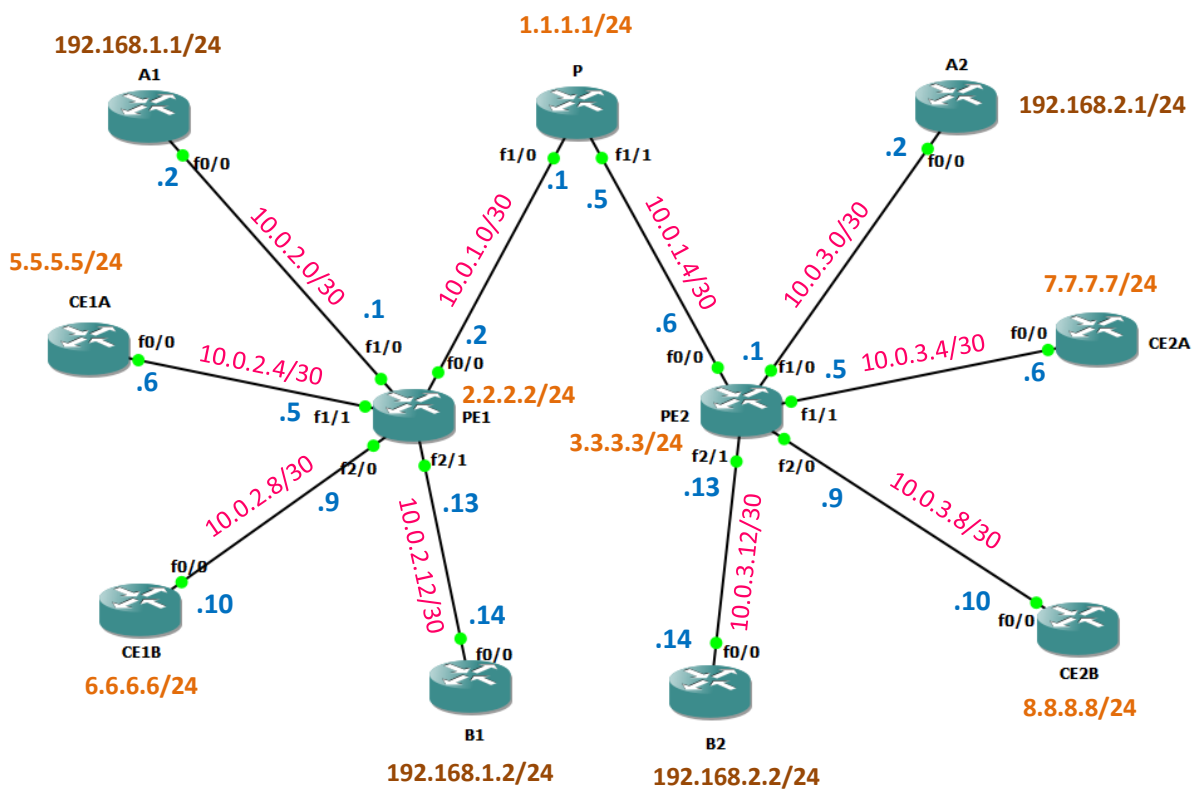 1.1.1.1/24
192.168.1.1/24
A1
P
A2
192.168.2.1/24
f0/0
.2
f1/0
.1
f1/1
.5
.2
f0/0
10.0.2.0/30
10.0.1.0/30
10.0.1.4/30
10.0.3.0/30
5.5.5.5/24
CE1A
f0/0
.6
10.0.2.4/30
.1
f1/0
.2
f0/0
.5
f1/1
2.2.2.2/24
PE1
7.7.7.7/24
CE2A
f0/0
.6
10.0.3.4/30
.6
f0/0
.1
f1/0
.5
f1/1
PE2
3.3.3.3/24
f2/0
.9
f2/1
.13
f2/1
.13
f2/0
.9
10.0.2.8/30
10.0.2.12/30
10.0.3.12/30
10.0.3.8/30
f0/0
.10
CE1B
6.6.6.6/24
.14
f0/0
B1
192.168.1.2/24
.14
f0/0
B2
192.168.2.2/24
.10
f0/0
CE2B
8.8.8.8/24